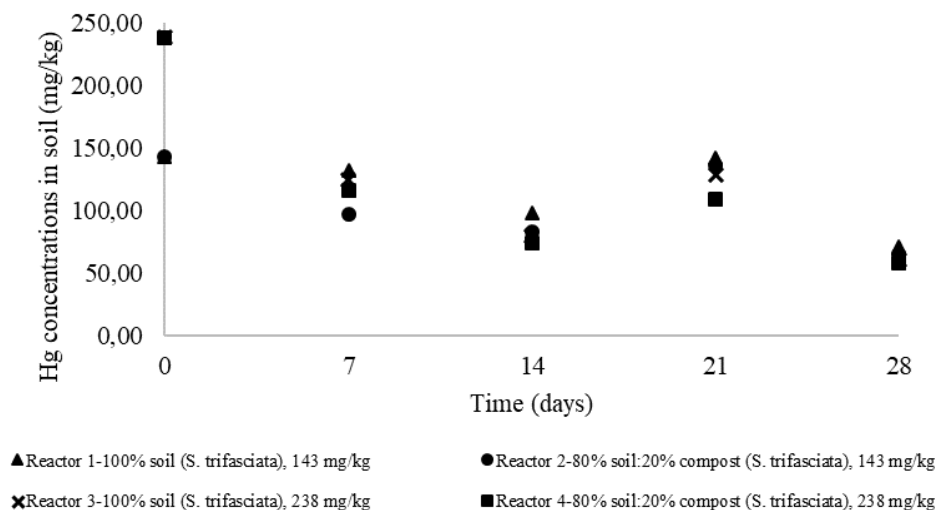 Hg concentrations in soil (mg/kg)
250,00
200,00
150,00
100,00
50,00
0,00
0 7 14 21 28
Time (days)
Reactor 1-100% soil (S. trifasciata), 143 mg/kg
Reactor 2-80% soil:20% compost (S. trifasciata), 143 mg/kg
Reactor 3-100% soil (S. trifasciata), 238 mg/kg
Reactor 4-80% soil:20% compost (S. trifasciata), 238 mg/kg